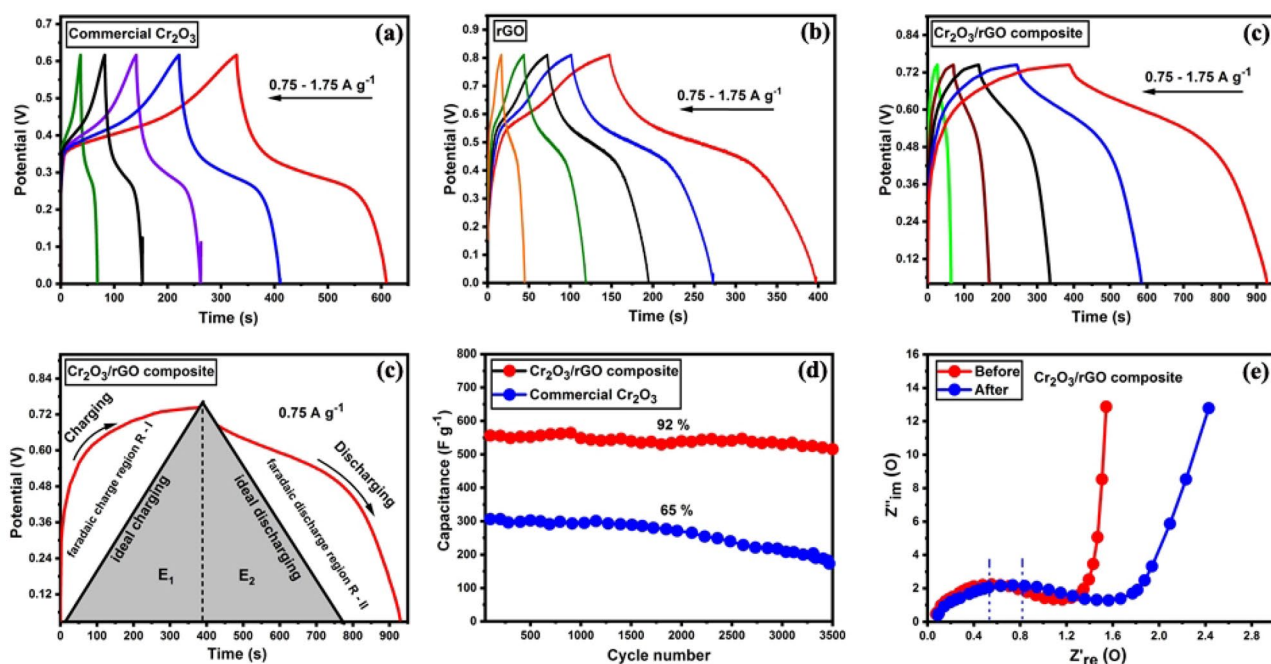 Commercial Cr₂O₃
(a)
0.75 - 1.75 A g⁻¹
Potential (V)
0.7
0.6
0.5
0.4
0.3
0.2
0.1
0.0
0 100 200 300 400 500 600
Time (s)
rGO
(b)
0.75 - 1.75 A g⁻¹
Potential (V)
0.9
0.8
0.7
0.6
0.5
0.4
0.3
0.2
0.1
0.0
0 50 100 150 200 250 300 350 400
Time (s)
Cr₂O₃/rGO composite
(c)
0.75 - 1.75 A g⁻¹
Potential (V)
0.84
0.72
0.60
0.48
0.36
0.24
0.12
0 100 200 300 400 500 600 700 800 900
Time (s)
Cr₂O₃/rGO composite
(c)
0.75 A g⁻¹
Charging
faradaic charge region R - I
ideal charging
Discharging
faradaic discharge region R - II
ideal discharging
E₁
E₂
Potential (V)
0.84
0.72
0.60
0.48
0.36
0.24
0.12
0 100 200 300 400 500 600 700 800 900
Time (s)
Cr₂O₃/rGO composite
Commercial Cr₂O₃
(d)
92 %
65 %
Capacitance (F g⁻¹)
800
700
600
500
400
300
200
100
0
500 1000 1500 2000 2500 3000 3500
Cycle number
Before
After
Cr₂O₃/rGO composite
(e)
Z''im (O)
16
14
12
10
8
6
4
2
0
0.0 0.4 0.8 1.2 1.6 2.0 2.4 2.8
Z're (O)